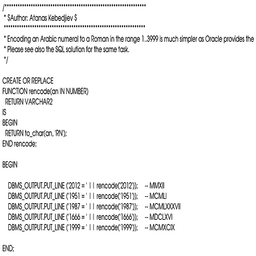 /****************************************************************
* $Author: Atanas Kebedjiev $
****************************************************************
* Encoding an Arabic numeral to a Roman in the range 1..3999 is much simpler as Oracle provides the
* Please see also the SQL solution for the same task.
*/
CREATE OR REPLACE
FUNCTION rencode(an IN NUMBER)
RETURN VARCHAR2
IS
BEGIN
RETURN to_char(an, 'RN');
END rencode;
BEGIN
DBMS_OUTPUT.PUT_LINE ('2012 = ' || rencode('2012')); -- MMXII
DBMS_OUTPUT.PUT_LINE ('1951 = ' || rencode('1951')); -- MCMLI
DBMS_OUTPUT.PUT_LINE ('1987 = ' || rencode('1987')); -- MCMLXXXVII
DBMS_OUTPUT.PUT_LINE ('1666 = ' || rencode('1666')); -- MDCLXVI
DBMS_OUTPUT.PUT_LINE ('1999 = ' || rencode('1999')); -- MCMXCIX
END;